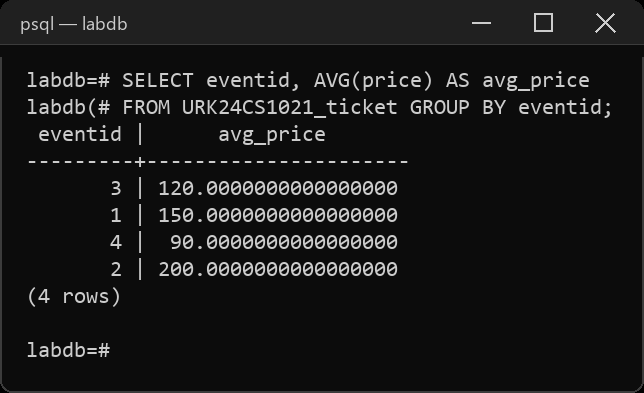 psql — labdb
labdb=# SELECT eventid, AVG(price) AS avg_price
labdb(# FROM URK24CS1021_ticket GROUP BY eventid;
 eventid |      avg_price
---------+----------------------
       3 | 120.0000000000000000
       1 | 150.0000000000000000
       4 |  90.0000000000000000
       2 | 200.0000000000000000
(4 rows)
labdb=#